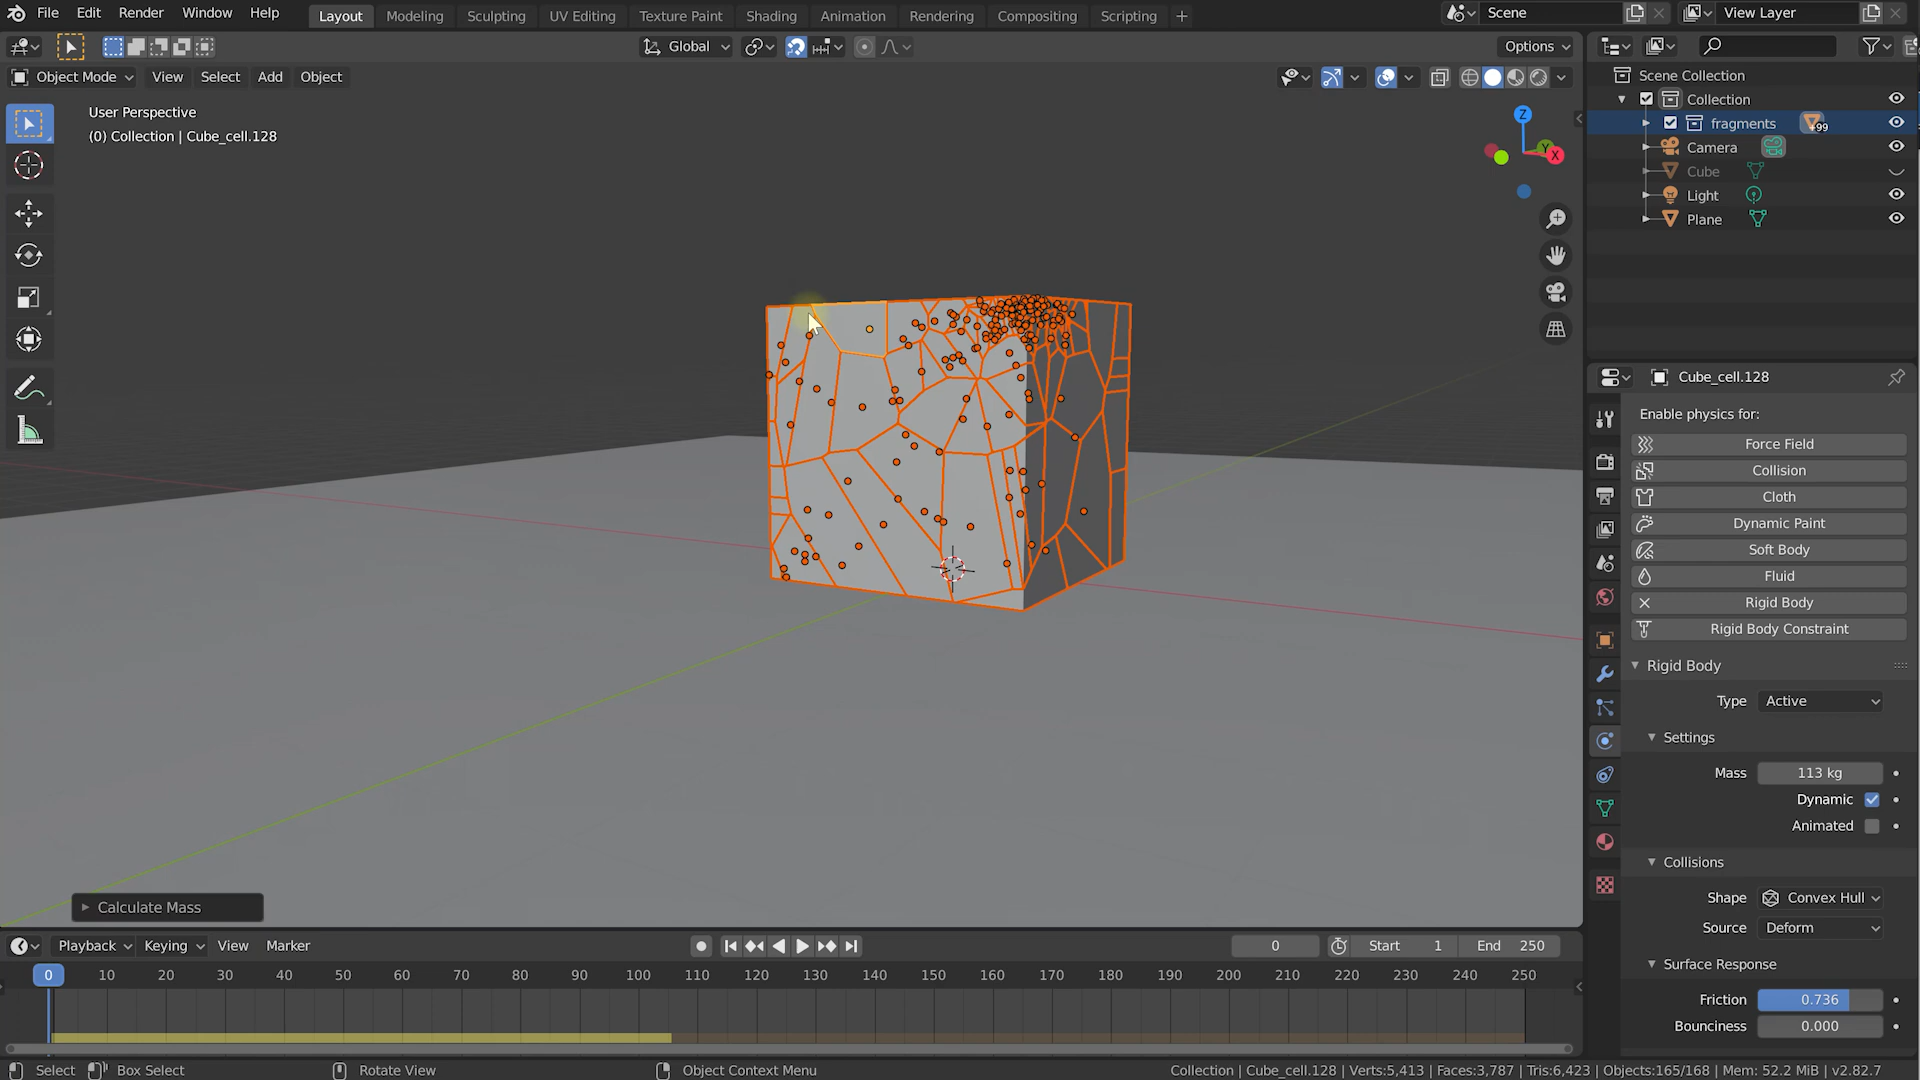 File Edit Render Window Help Layout Modeling Sculpting UV Editing Texture Paint Shading Animation Rendering Compositing Scripting + Scene View Layer
Global Options
Object Mode View Select Add Object
User Perspective
(0) Collection | Cube_cell.128
Z
Y
X
Scene Collection
Collection
fragments +99
Camera
Cube
Light
Plane
Cube_cell.128
Enable physics for:
Force Field
Collision
Cloth
Dynamic Paint
Soft Body
Fluid
Rigid Body
Rigid Body Constraint
Rigid Body
Type Active
Settings
Mass 113 kg
Dynamic
Animated
Collisions
Shape Convex Hull
Source Deform
Surface Response
Friction 0.736
Bounciness 0.000
Calculate Mass
Playback Keying View Marker 0 Start 1 End 250
0 10 20 30 40 50 60 70 80 90 100 110 120 130 140 150 160 170 180 190 200 210 220 230 240 250
Select Box Select Rotate View Object Context Menu Collection | Cube_cell.128 | Verts:5,413 | Faces:3,787 | Tris:6,423 | Objects:165/168 | Mem: 52.2 MiB | v2.82.7